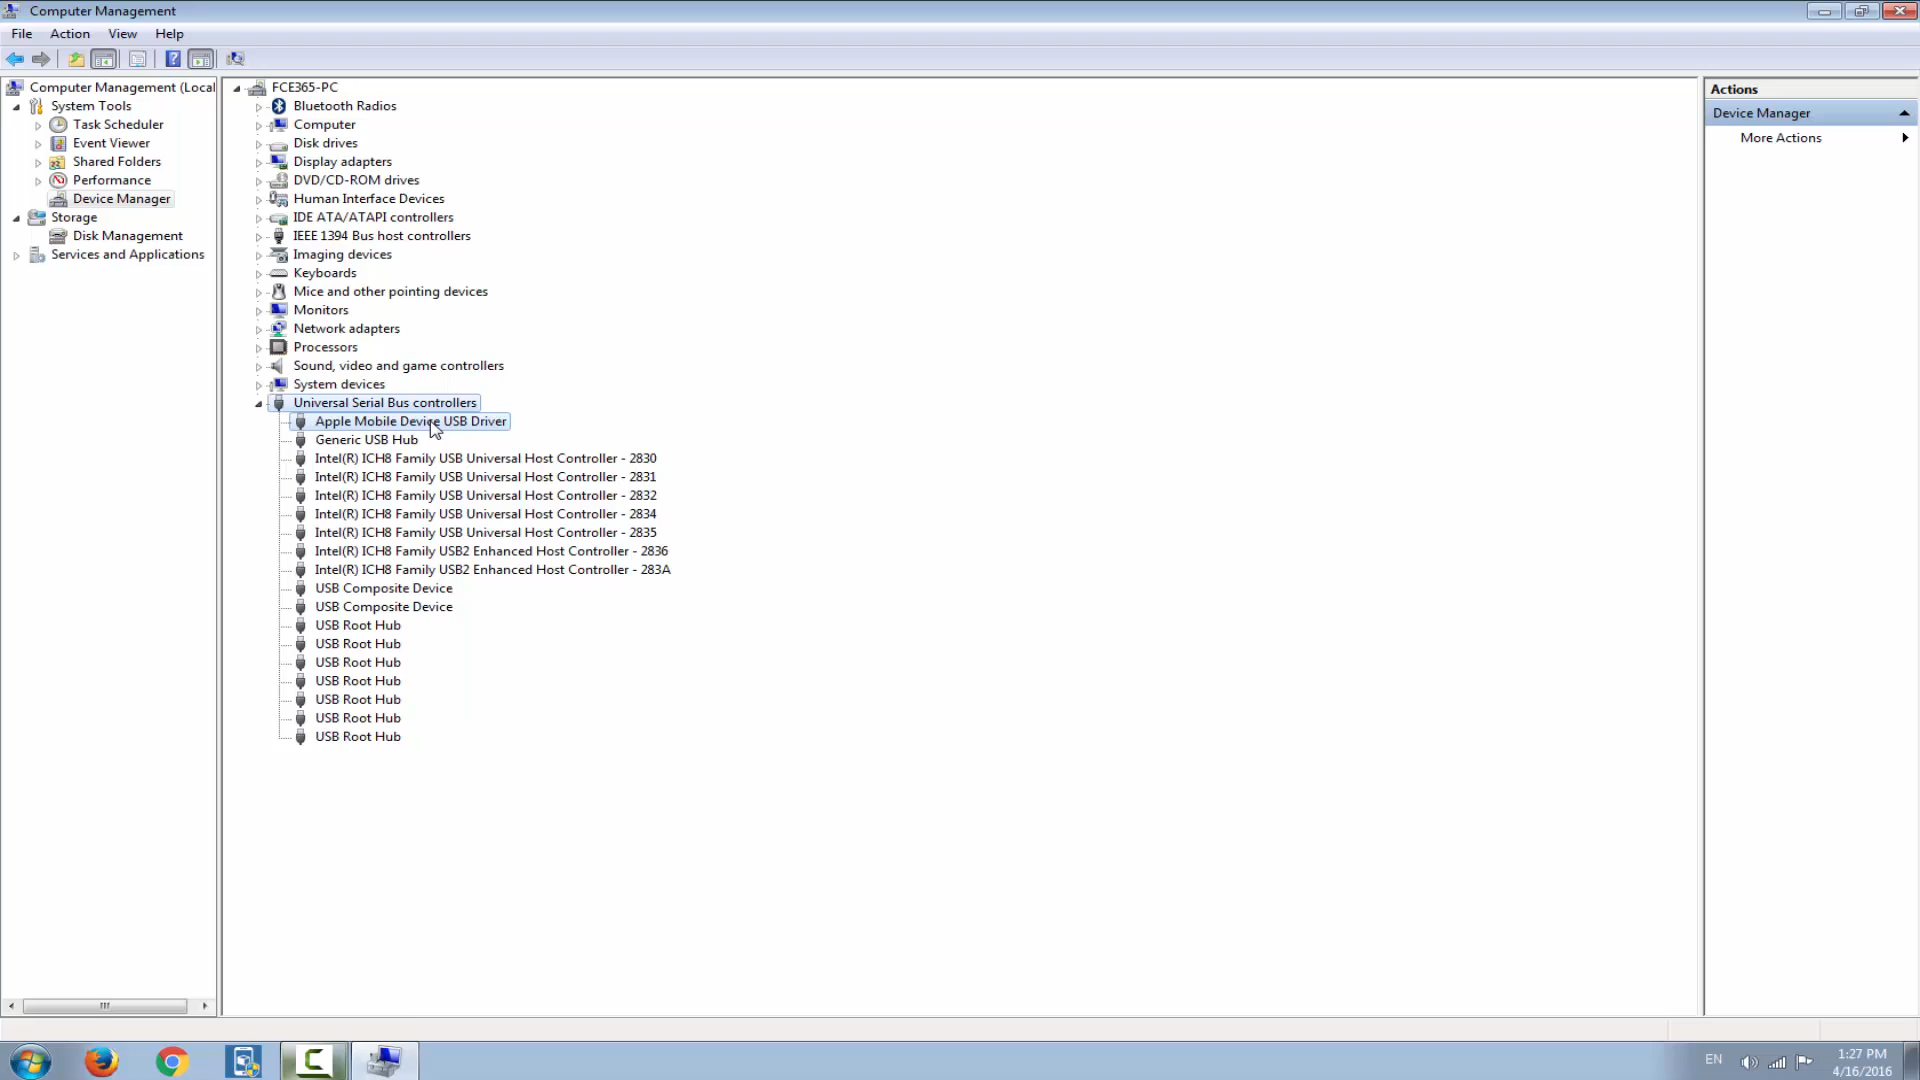 Computer Management
File Action View Help
Computer Management (Local
System Tools
Task Scheduler
Event Viewer
Shared Folders
Performance
Device Manager
Storage
Disk Management
Services and Applications
FCE365-PC
Bluetooth Radios
Computer
Disk drives
Display adapters
DVD/CD-ROM drives
Human Interface Devices
IDE ATA/ATAPI controllers
IEEE 1394 Bus host controllers
Imaging devices
Keyboards
Mice and other pointing devices
Monitors
Network adapters
Processors
Sound, video and game controllers
System devices
Universal Serial Bus controllers
Apple Mobile Device USB Driver
Generic USB Hub
Intel(R) ICH8 Family USB Universal Host Controller - 2830
Intel(R) ICH8 Family USB Universal Host Controller - 2831
Intel(R) ICH8 Family USB Universal Host Controller - 2832
Intel(R) ICH8 Family USB Universal Host Controller - 2834
Intel(R) ICH8 Family USB Universal Host Controller - 2835
Intel(R) ICH8 Family USB2 Enhanced Host Controller - 2836
Intel(R) ICH8 Family USB2 Enhanced Host Controller - 283A
USB Composite Device
USB Composite Device
USB Root Hub
USB Root Hub
USB Root Hub
USB Root Hub
USB Root Hub
USB Root Hub
USB Root Hub
Actions
Device Manager
More Actions
EN
1:27 PM
4/16/2016